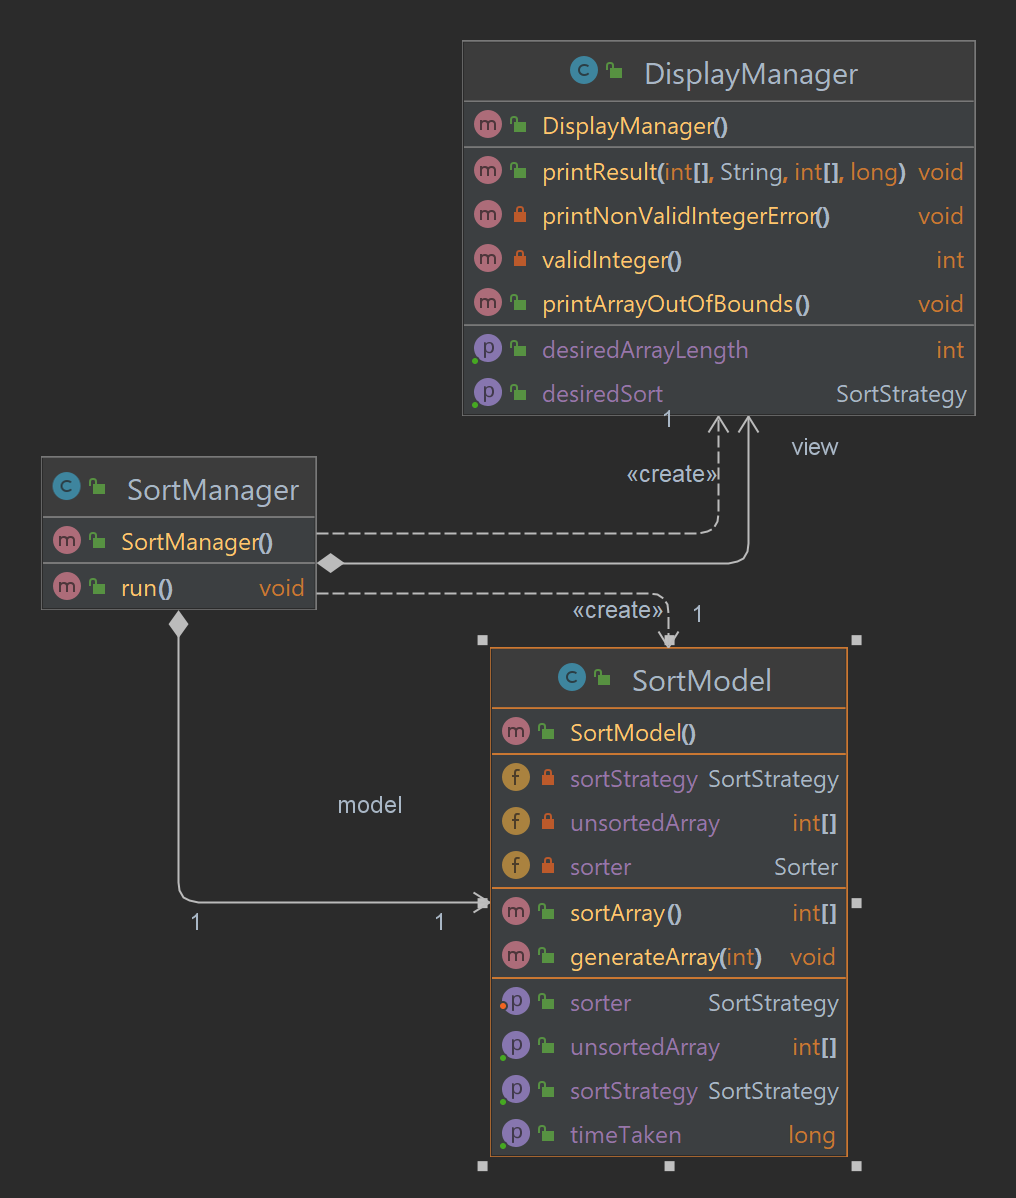 DisplayManager
DisplayManager()
printResult(int[], String, int[], long) void
printNonValidIntegerError() void
validInteger() int
printArrayOutOfBounds() void
desiredArrayLength int
desiredSort SortStrategy
1
view
«create»
SortManager
SortManager()
run() void
«create»
1
SortModel
SortModel()
sortStrategy SortStrategy
unsortedArray int[]
sorter Sorter
model
sortArray() int[]
1 1
generateArray(int) void
sorter SortStrategy
unsortedArray int[]
sortStrategy SortStrategy
timeTaken long